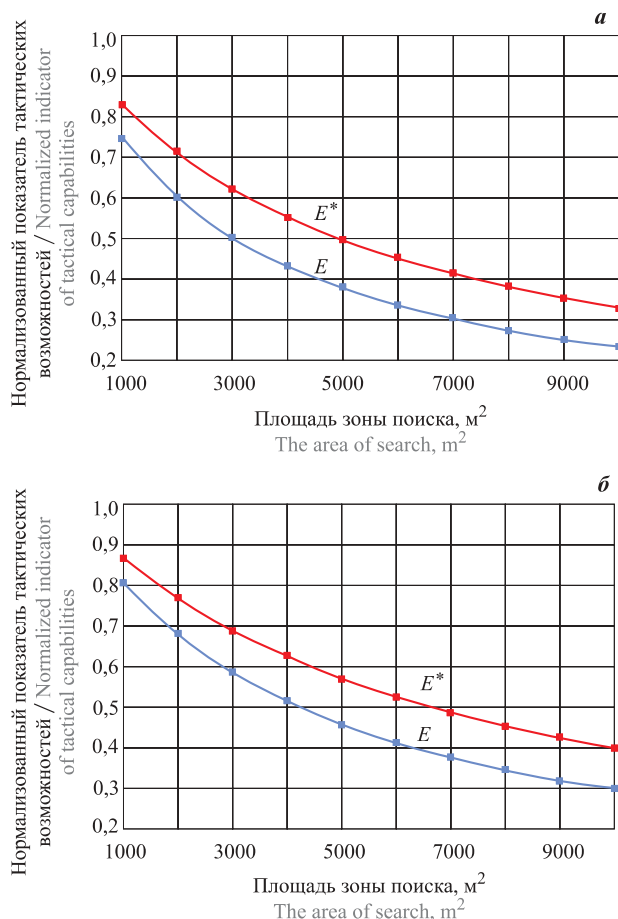 а
Нормализованный показатель тактических
возможностей / Normalized indicator
of tactical capabilities
1,0
0,9
0,8
0,7
0,6
0,5
0,4
0,3
0,2
E*
E
1000 3000 5000 7000 9000
Площадь зоны поиска, м²
The area of search, m²
б
Нормализованный показатель тактических
возможностей / Normalized indicator
of tactical capabilities
1,0
0,9
0,8
0,7
0,6
0,5
0,4
0,3
0,2
E*
E
1000 3000 5000 7000 9000
Площадь зоны поиска, м²
The area of search, m²